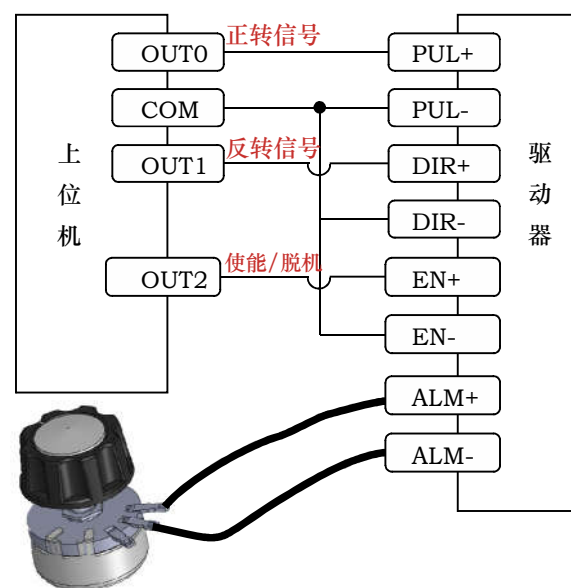 正转信号
OUT0
PUL+
COM
PUL-
反转信号
OUT1
DIR+
上位机
驱动器
DIR-
使能/脱机
OUT2
EN+
EN-
ALM+
ALM-